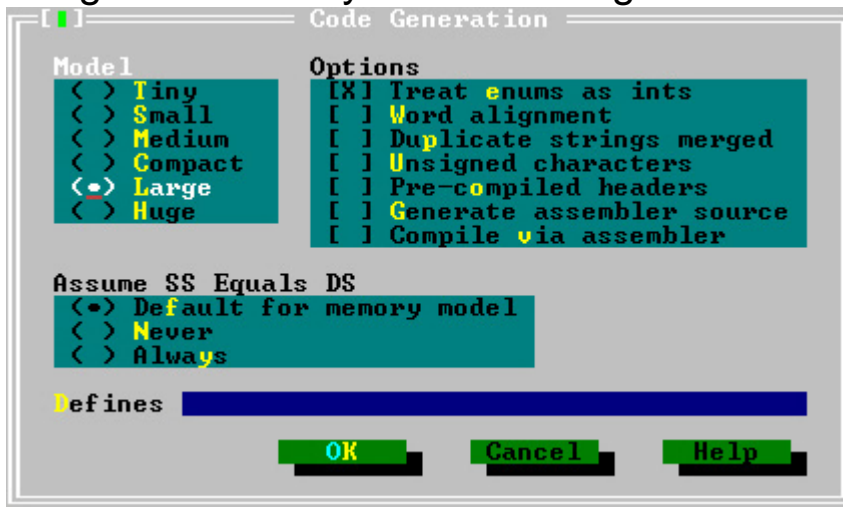 [ ] Code Generation
Model
( ) Tiny
( ) Small
( ) Medium
( ) Compact
(•) Large
( ) Huge
Options
[X] Treat enums as ints
[ ] Word alignment
[ ] Duplicate strings merged
[ ] Unsigned characters
[ ] Pre-compiled headers
[ ] Generate assembler source
[ ] Compile via assembler
Assume SS Equals DS
(•) Default for memory model
( ) Never
( ) Always
Defines
OK Cancel Help